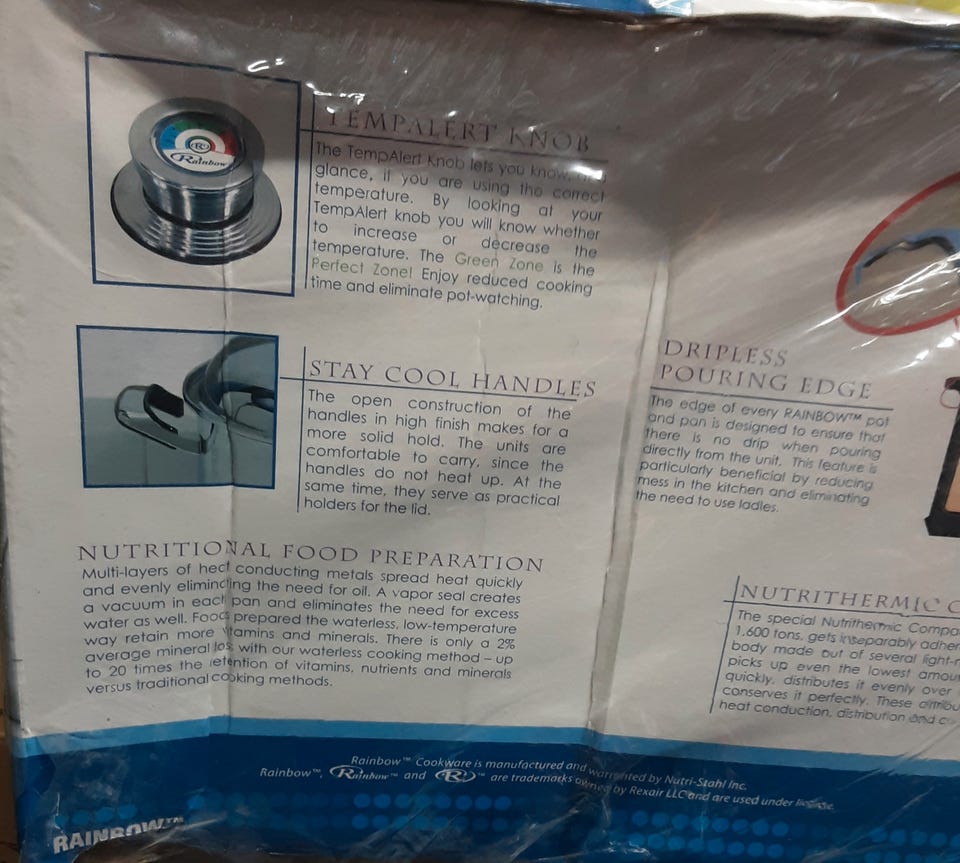 Rainbow
TEMPALERT KNOB
The TempAlert Knob lets you know,
glance, if you are using the correct
temperature. By looking at your
TempAlert knob you will know whether
to increase or decrease the
temperature. The Green Zone is the
Perfect Zone! Enjoy reduced cooking
time and eliminate pot-watching.
STAY COOL HANDLES
The open construction of the
handles in high finish makes for a
more solid hold. The units are
comfortable to carry, since the
handles do not heat up. At the
same time, they serve as practical
holders for the lid.
DRIPLESS
POURING EDGE
The edge of every RAINBOW™ pot
and pan is designed to ensure that
there is no drip when pouring
directly from the unit. This feature is
particularly beneficial by reducing
mess in the kitchen and eliminating
the need to use ladles.
NUTRITIONAL FOOD PREPARATION
Multi-layers of heat conducting metals spread heat quickly
and evenly eliminating the need for oil. A vapor seal creates
a vacuum in each pan and eliminates the need for excess
water as well. Foods prepared the waterless, low-temperature
way retain more vitamins and minerals. There is only a 2%
average mineral loss with our waterless cooking method – up
to 20 times the retention of vitamins, nutrients and minerals
versus traditional cooking methods.
NUTRITHERMIC C
The special Nutrithermic Compa
1,600 tons, gets inseparably adher
body made out of several light-m
picks up even the lowest amou
quickly, distributes it evenly over
conserves it perfectly. These attribu
heat conduction, distribution and c
Rainbow™ Cookware is manufactured and warranted by Nutri-Stahl Inc.
Rainbow™, Rainbow™ and R™ are trademarks owned by Rexair LLC and are used under license.
RAINBOW™